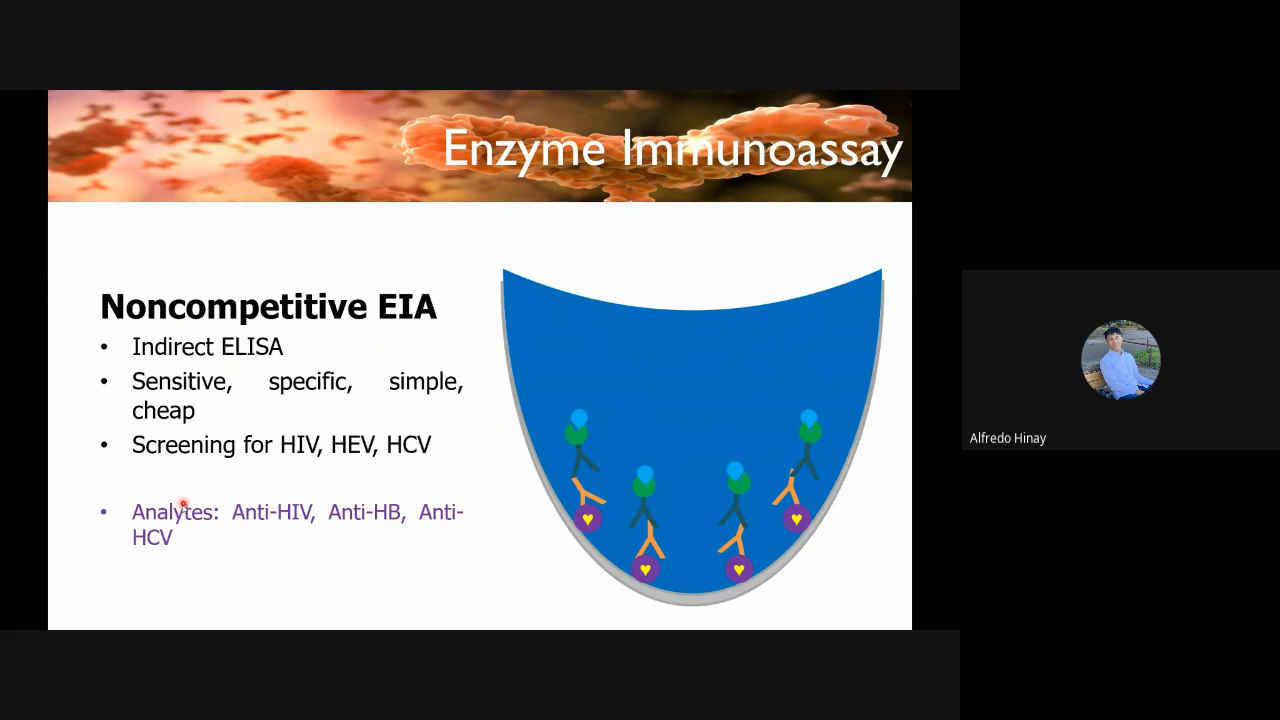 Enzyme Immunoassay
Noncompetitive EIA
• Indirect ELISA
• Sensitive, specific, simple,
cheap
• Screening for HIV, HEV, HCV
• Analytes: Anti-HIV, Anti-HB, Anti-
HCV
Alfredo Hinay